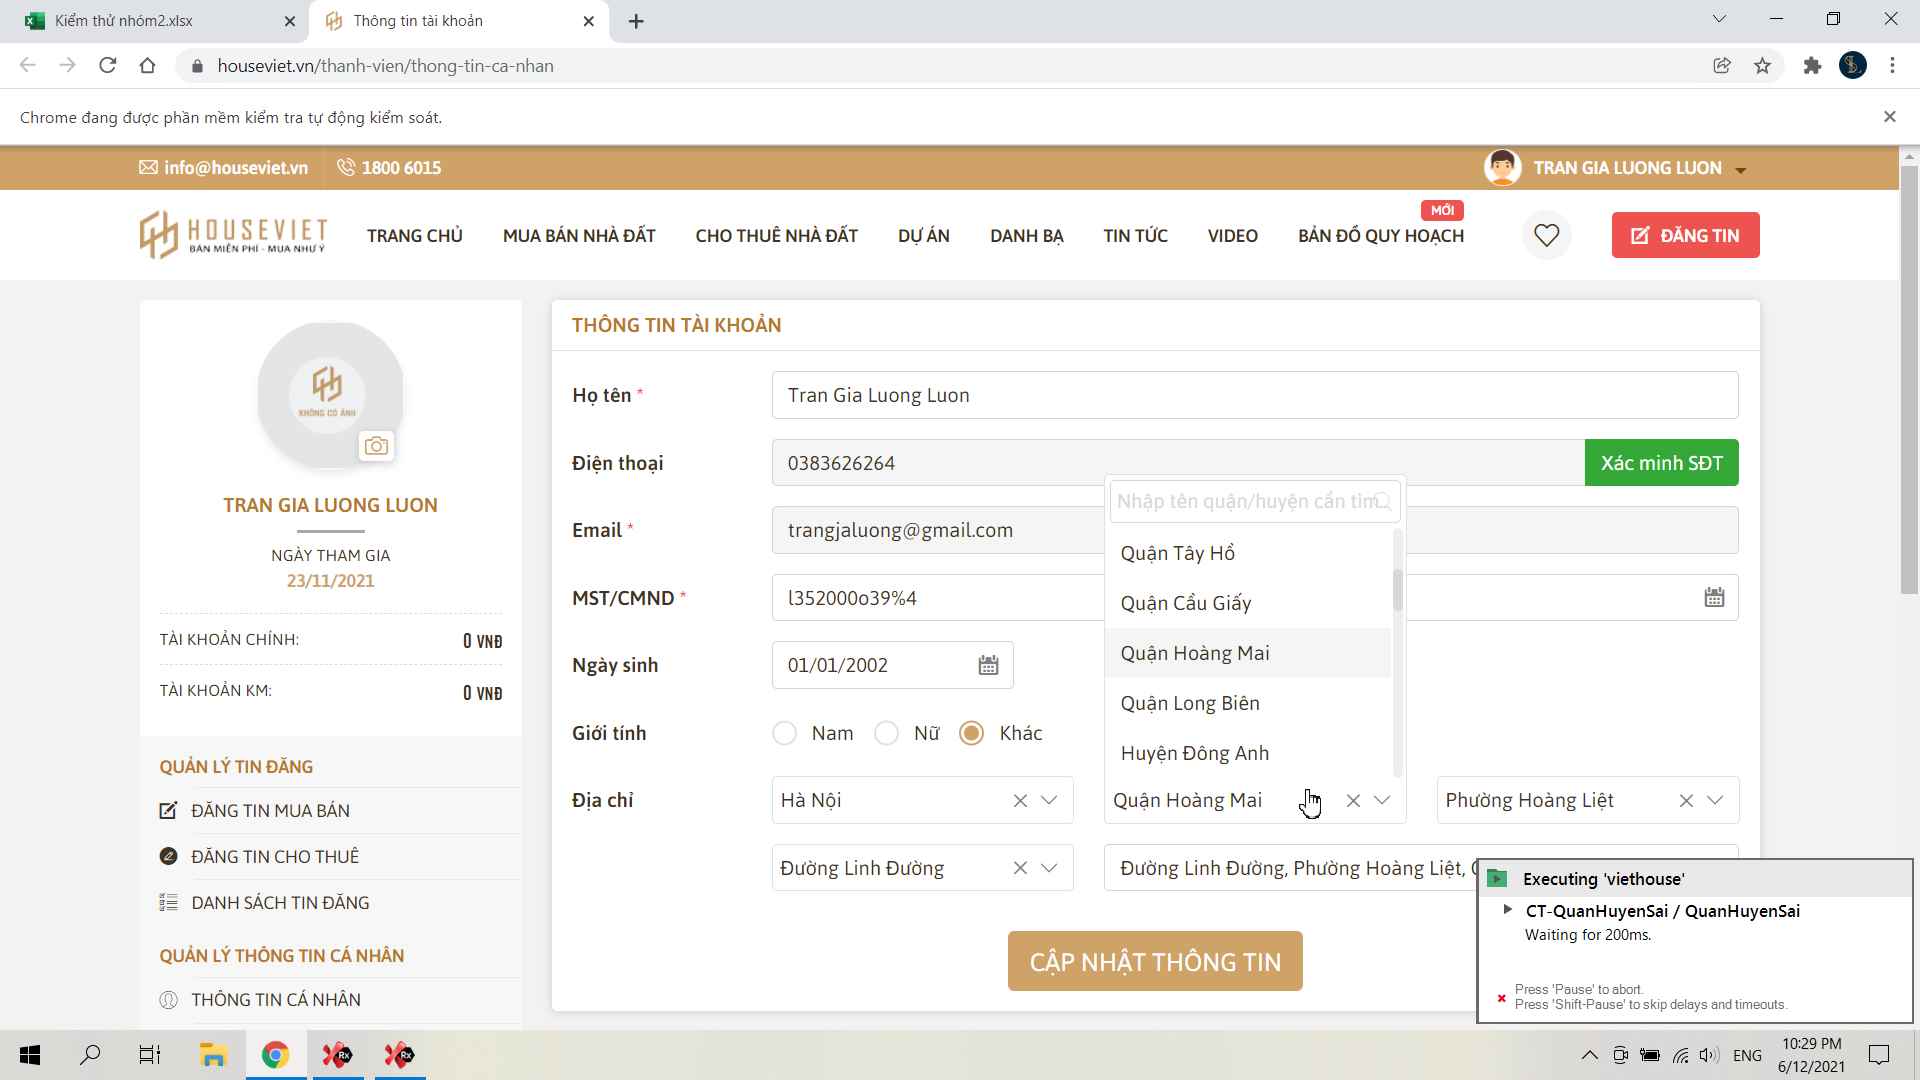 Kiểm thử nhóm2.xlsx
Thông tin tài khoản
houseviet.vn/thanh-vien/thong-tin-ca-nhan
Chrome đang được phần mềm kiểm tra tự động kiểm soát.
info@houseviet.vn
1800 6015
TRAN GIA LUONG LUON
HOUSEVIET
BÁN MIỄN PHÍ - MUA NHƯ Ý
TRANG CHỦ
MUA BÁN NHÀ ĐẤT
CHO THUÊ NHÀ ĐẤT
DỰ ÁN
DANH BẠ
TIN TỨC
VIDEO
BẢN ĐỒ QUY HOẠCH
MỚI
ĐĂNG TIN
KHÔNG CÓ ẢNH
TRAN GIA LUONG LUON
NGÀY THAM GIA
23/11/2021
TÀI KHOẢN CHÍNH: 0 VNĐ
TÀI KHOẢN KM: 0 VNĐ
QUẢN LÝ TIN ĐĂNG
ĐĂNG TIN MUA BÁN
ĐĂNG TIN CHO THUÊ
DANH SÁCH TIN ĐĂNG
QUẢN LÝ THÔNG TIN CÁ NHÂN
THÔNG TIN CÁ NHÂN
THÔNG TIN TÀI KHOẢN
Họ tên * Tran Gia Luong Luon
Điện thoại 0383626264 Xác minh SĐT
Email * trangjaluong@gmail.com
MST/CMND * l352000o39%4
Ngày sinh 01/01/2002
Giới tính Nam Nữ Khác
Nhập tên quận/huyện cần tìm
Quận Tây Hồ
Quận Cầu Giấy
Quận Hoàng Mai
Quận Long Biên
Huyện Đông Anh
Địa chỉ Hà Nội Quận Hoàng Mai Phường Hoàng Liệt
Đường Linh Đường Đường Linh Đường, Phường Hoàng Liệt,
CẬP NHẬT THÔNG TIN
Executing 'viethouse'
CT-QuanHuyenSai / QuanHuyenSai
Waiting for 200ms.
Press 'Pause' to abort.
Press 'Shift-Pause' to skip delays and timeouts.
Rx
Rx
ENG
10:29 PM
6/12/2021